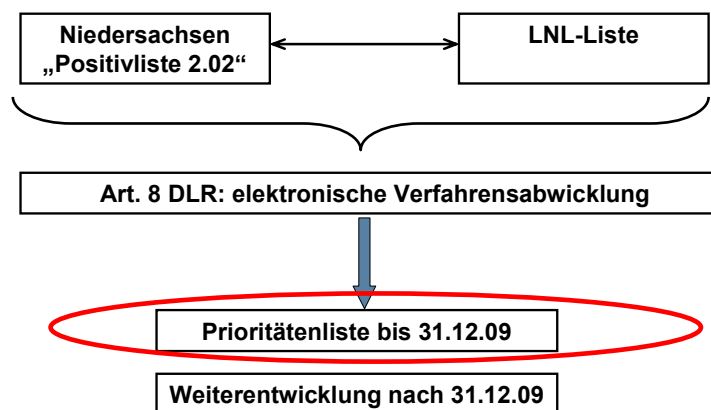 Niedersachsen
„Positivliste 2.02“
LNL-Liste
Art. 8 DLR: elektronische Verfahrensabwicklung
Prioritätenliste bis 31.12.09
Weiterentwicklung nach 31.12.09